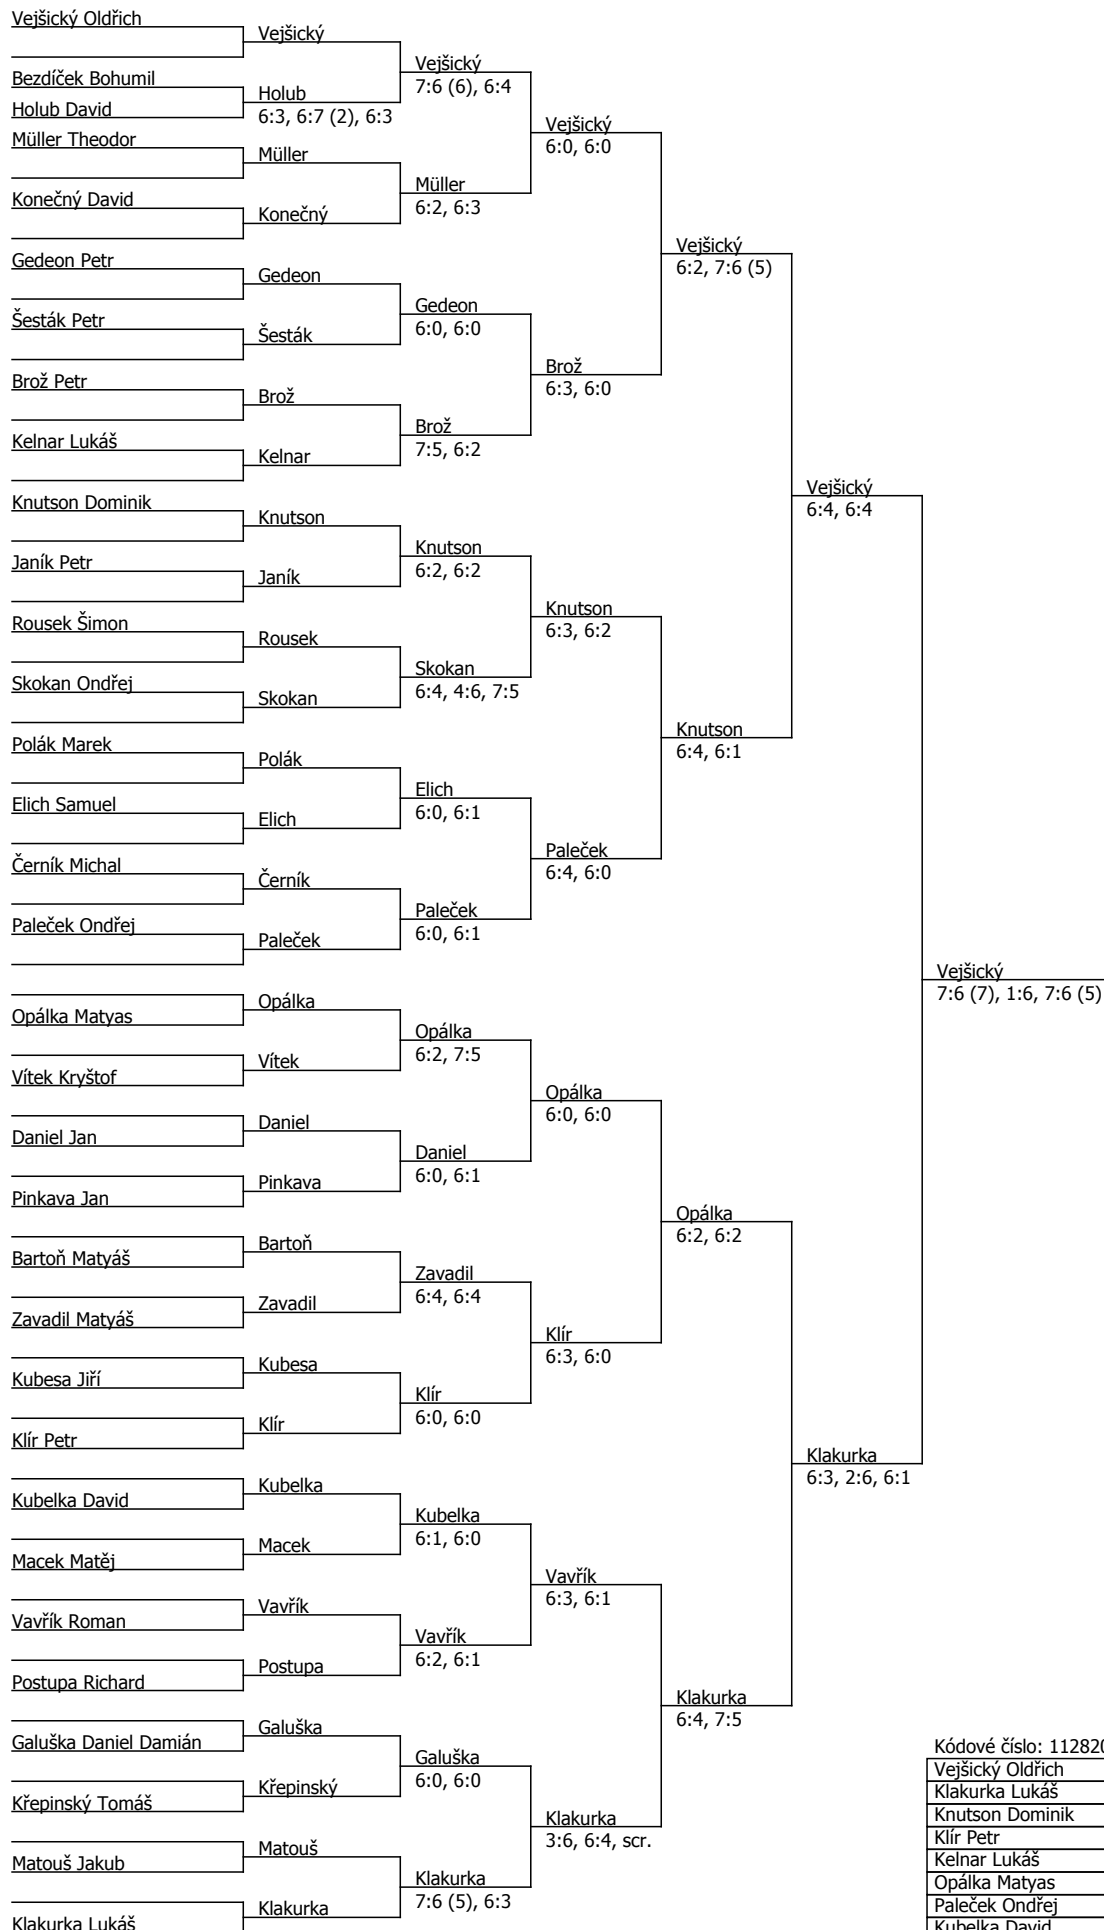 Vejšický Oldřich
Bezdíček Bohumil
Holub David
Müller Theodor
Konečný David
Gedeon Petr
Šesták Petr
Brož Petr
Kelnar Lukáš
Knutson Dominik
Janík Petr
Rousek Šimon
Skokan Ondřej
Polák Marek
Elich Samuel
Černík Michal
Paleček Ondřej
Opálka Matyas
Vítek Kryštof
Daniel Jan
Pinkava Jan
Bartoň Matyáš
Zavadil Matyáš
Kubesa Jiří
Klír Petr
Kubelka David
Macek Matěj
Vavřík Roman
Postupa Richard
Galuška Daniel Damián
Křepinský Tomáš
Matouš Jakub
Klakurka Lukáš
Vejšický
Holub
6:3, 6:7 (2), 6:3
Müller
Konečný
Gedeon
Šesták
Brož
Kelnar
Knutson
Janík
Rousek
Skokan
Polák
Elich
Černík
Paleček
Opálka
Vítek
Daniel
Pinkava
Bartoň
Zavadil
Kubesa
Klír
Kubelka
Macek
Vavřík
Postupa
Galuška
Křepinský
Matouš
Klakurka
Vejšický
7:6 (6), 6:4
Müller
6:2, 6:3
Gedeon
6:0, 6:0
Brož
7:5, 6:2
Knutson
6:2, 6:2
Skokan
6:4, 4:6, 7:5
Elich
6:0, 6:1
Paleček
6:0, 6:1
Opálka
6:2, 7:5
Daniel
6:0, 6:1
Zavadil
6:4, 6:4
Klír
6:0, 6:0
Kubelka
6:1, 6:0
Vavřík
6:2, 6:1
Galuška
6:0, 6:0
Klakurka
7:6 (5), 6:3
Vejšický
6:0, 6:0
Brož
6:3, 6:0
Knutson
6:3, 6:2
Paleček
6:4, 6:0
Opálka
6:0, 6:0
Klír
6:3, 6:0
Vavřík
6:3, 6:1
Klakurka
3:6, 6:4, scr.
Vejšický
6:2, 7:6 (5)
Knutson
6:4, 6:1
Opálka
6:2, 6:2
Klakurka
6:4, 7:5
Vejšický
6:4, 6:4
Klakurka
6:3, 2:6, 6:1
Vejšický
7:6 (7), 1:6, 7:6 (5)
Kódové číslo: 11282
Vejšický Oldřich
Klakurka Lukáš
Knutson Dominik
Klír Petr
Kelnar Lukáš
Opálka Matyas
Paleček Ondřej
Kubelka David